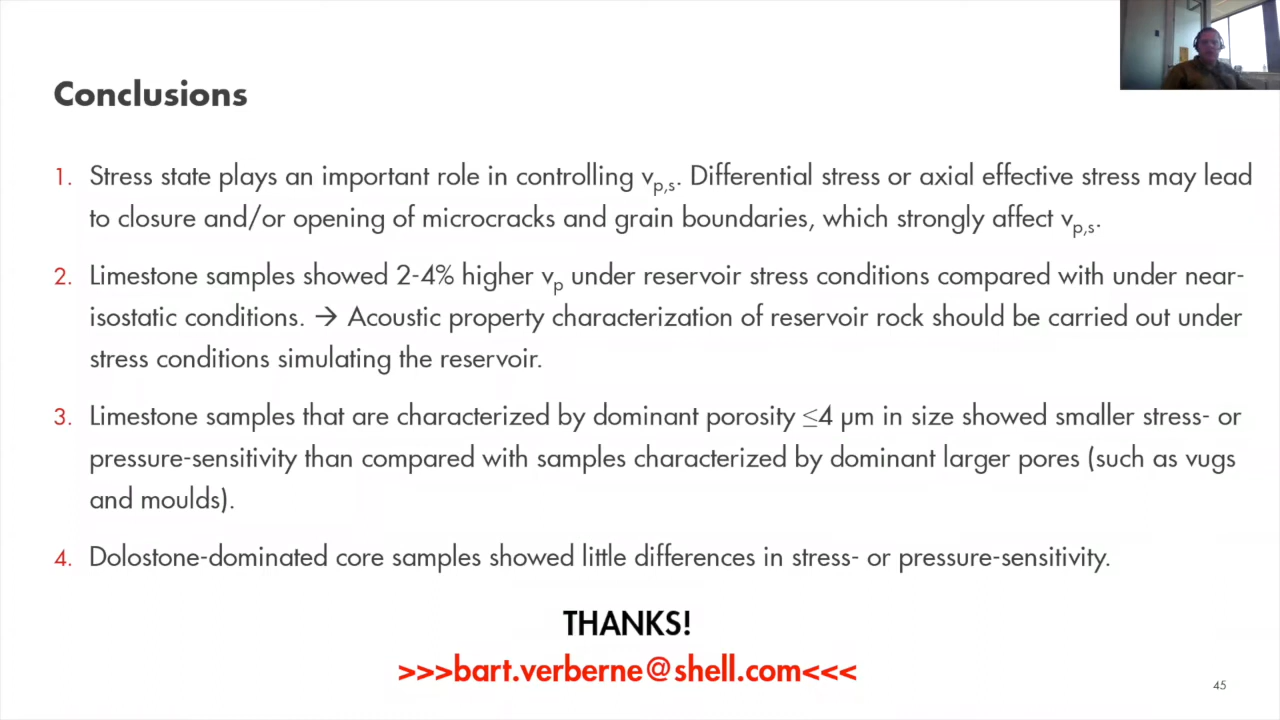 Conclusions
1. Stress state plays an important role in controlling vp,s. Differential stress or axial effective stress may lead
to closure and/or opening of microcracks and grain boundaries, which strongly affect vp,s.
2. Limestone samples showed 2-4% higher vp under reservoir stress conditions compared with under near-
isostatic conditions. → Acoustic property characterization of reservoir rock should be carried out under
stress conditions simulating the reservoir.
3. Limestone samples that are characterized by dominant porosity ≤4 µm in size showed smaller stress- or
pressure-sensitivity than compared with samples characterized by dominant larger pores (such as vugs
and moulds).
4. Dolostone-dominated core samples showed little differences in stress- or pressure-sensitivity.
THANKS!
>>>bart.verberne@shell.com<<<
45